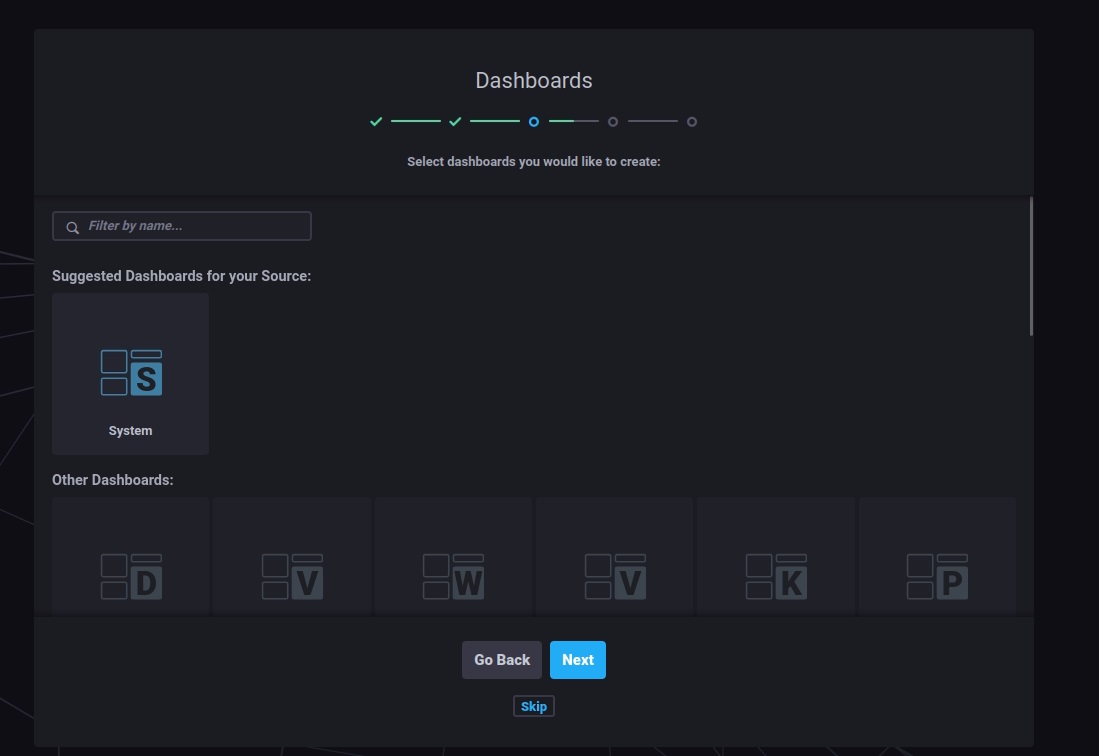 Dashboards
Select dashboards you would like to create:
Filter by name...
Suggested Dashboards for your Source:
S
System
Other Dashboards:
D V W V K P
Go Back Next
Skip